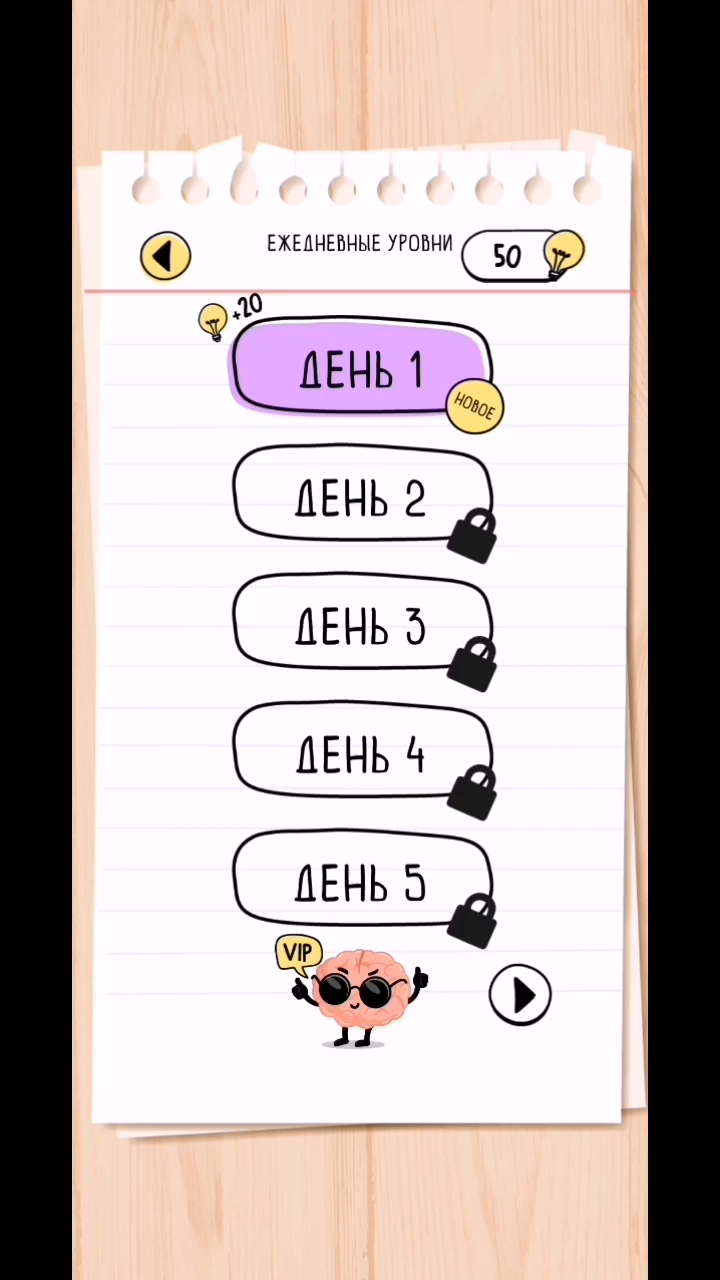 ЕЖЕДНЕВНЫЕ УРОВНИ
50
+20
ДЕНЬ 1
НОВОЕ
ДЕНЬ 2
ДЕНЬ 3
ДЕНЬ 4
ДЕНЬ 5
VIP